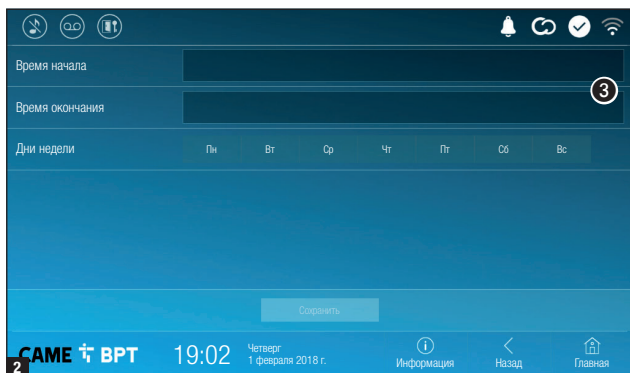 Время начала
3
Время окончания
Дни недели Пн Вт Ср Чт Пт Сб Вс
Сохранить
CAME BPT 19:02 Четверг
1 февраля 2018 г.
Информация Назад Главная
2